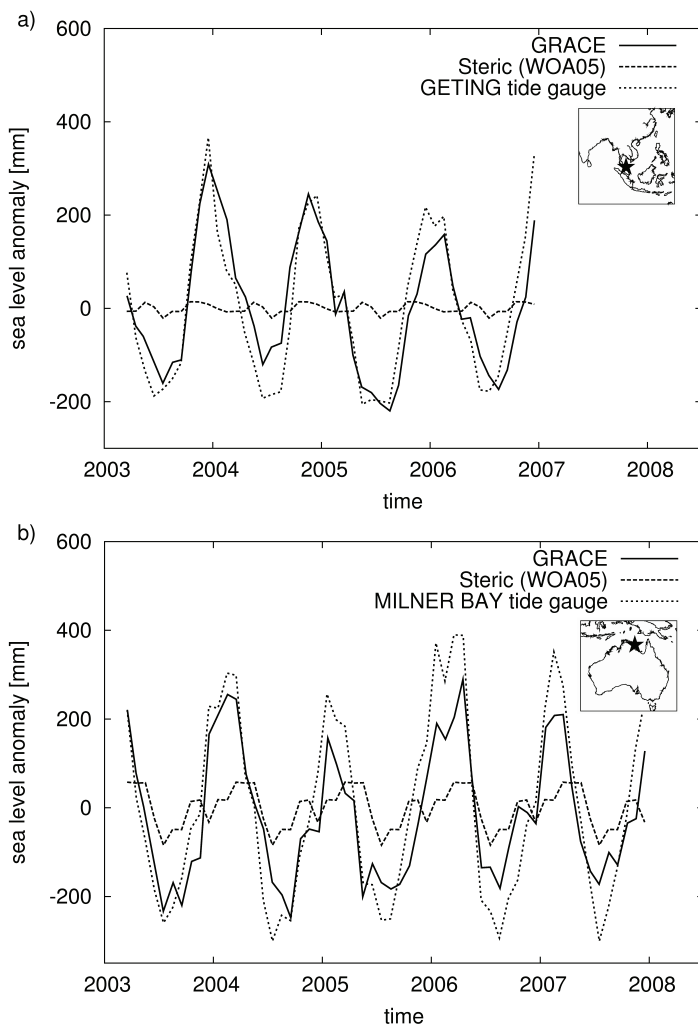 a)
600
400
200
0
-200
sea level anomaly [mm]
GRACE
Steric (WOA05)
GETING tide gauge
2003 2004 2005 2006 2007 2008
time
b)
600
400
200
0
-200
sea level anomaly [mm]
GRACE
Steric (WOA05)
MILNER BAY tide gauge
2003 2004 2005 2006 2007 2008
time